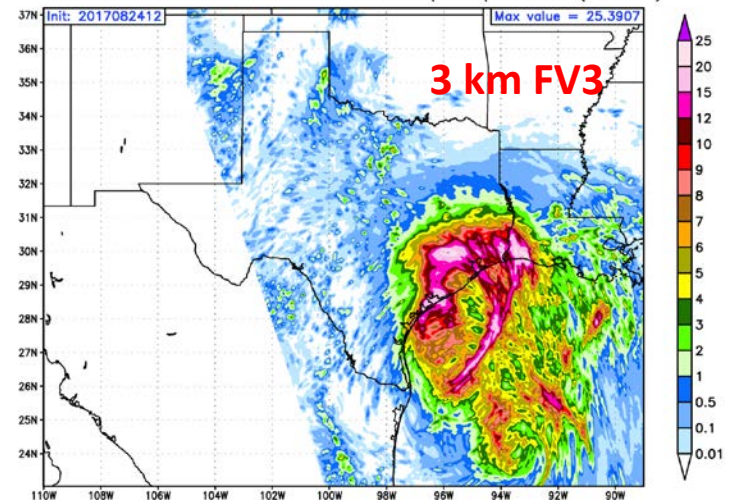 Init: 2017082412
Max value = 25.3907
3 km FV3
37N
36N
35N
34N
33N
32N
31N
30N
29N
28N
27N
26N
25N
24N
110W
108W
106W
104W
102W
100W
98W
96W
94W
92W
90W
25
20
15
12
10
9
8
7
6
5
4
3
2
1
0.5
0.1
0.01